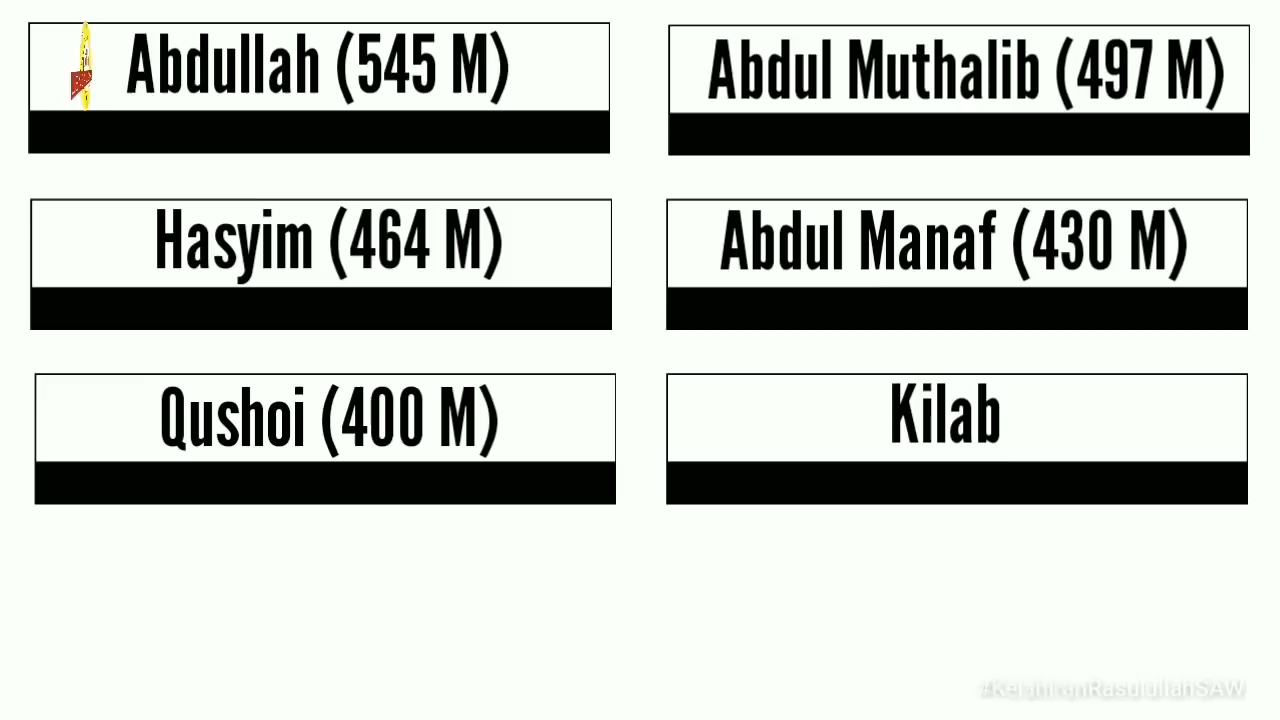 Abdullah (545 M)
Abdul Muthalib (497 M)
Hasyim (464 M)
Abdul Manaf (430 M)
Qushoi (400 M)
Kilab
#KelahiranRasulullahSAW